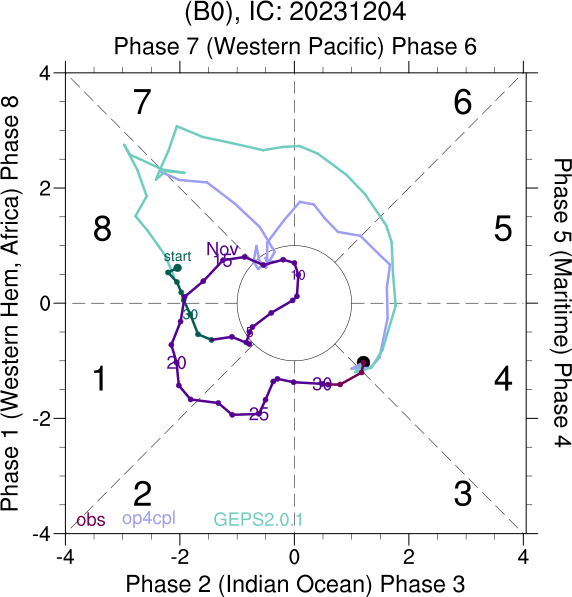 (B0), IC: 20231204
Phase 7 (Western Pacific) Phase 6
4
7
6
Phase 1 (Western Hem, Africa) Phase 8
Phase 5 (Maritime) Phase 4
2
8
5
Nov
15
start
10
0
30
5
20
1
4
30
25
-2
2
3
obs
op4cpl
GEPS2.0.1
-4
-4
-2
0
2
4
Phase 2 (Indian Ocean) Phase 3